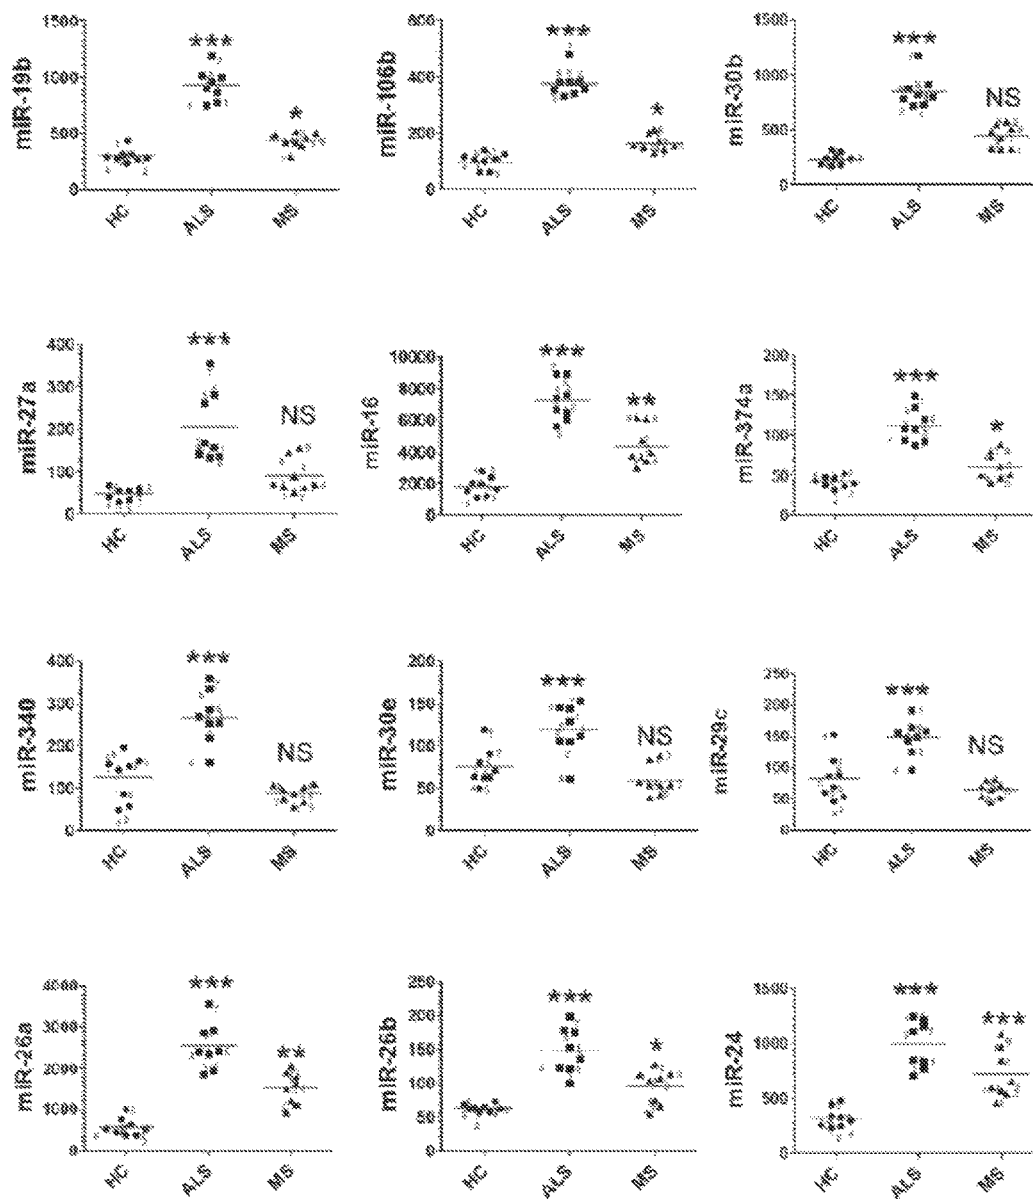 miR-19b
1500
1000
500
0
***
*
HC
ALS
MS
miR-106b
600
400
200
0
***
*
HC
ALS
MS
miR-30b
1500
1000
500
0
***
NS
HC
ALS
MS
miR-27a
400
300
200
100
0
***
NS
HC
ALS
MS
miR-16
10000
8000
6000
4000
2000
0
***
**
HC
ALS
MS
miR-374a
200
150
100
50
0
***
*
HC
ALS
MS
miR-340
400
300
200
100
0
***
NS
HC
ALS
MS
miR-30e
200
150
100
50
0
***
NS
HC
ALS
MS
miR-29c
250
200
150
100
50
0
***
NS
HC
ALS
MS
miR-26a
4000
3000
2000
1000
0
***
**
HC
ALS
MS
miR-26b
250
200
150
100
50
0
***
*
HC
ALS
MS
miR-24
1500
1000
500
0
***
***
HC
ALS
MS